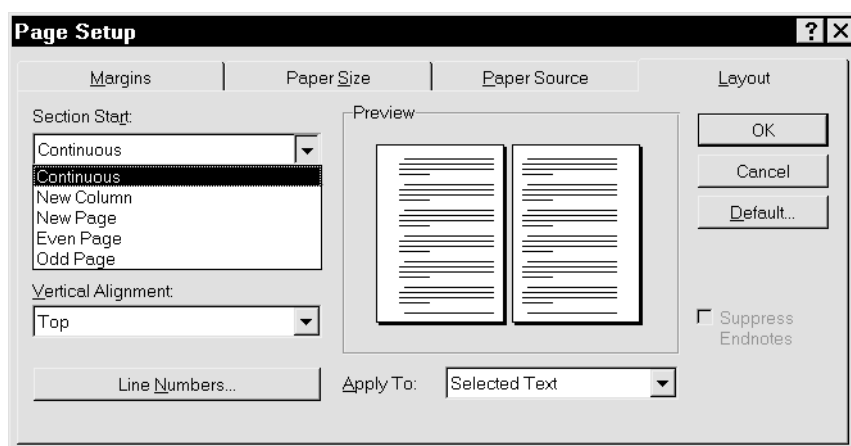 Page Setup
Margins
Paper Size
Paper Source
Layout
Section Start:
Continuous
Continuous
New Column
New Page
Even Page
Odd Page
Vertical Alignment:
Top
Line Numbers...
Preview
Apply To:
Selected Text
OK
Cancel
Default...
Suppress
Endnotes